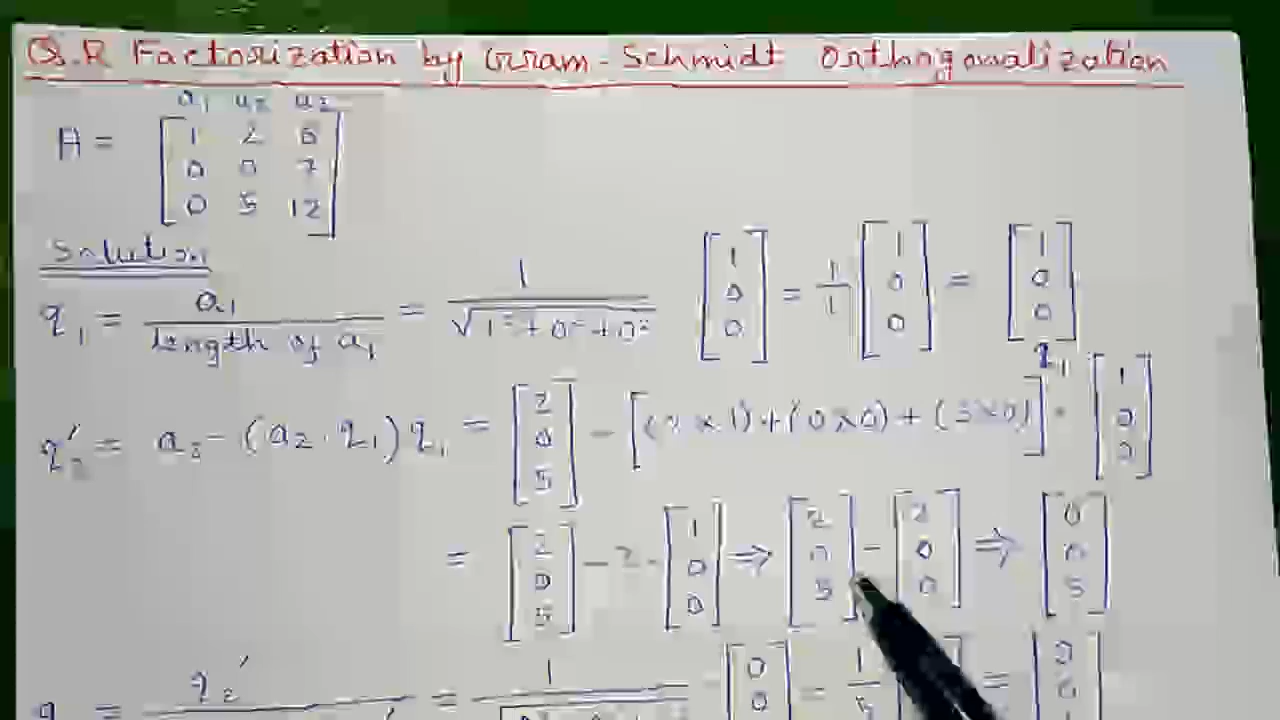 Q.R Factorization by Gram-Schmidt Orthogonalization
a1 a2 a3
A = [1 2 6
0 0 7
0 5 12]
Solution
q1 = a1 / length of a1 = 1 / √1²+0²+0² [1 0 0] = 1/1 [1 0 0] = [1 0 0]
q1
q2' = a2 - (a2 · q1) q1 = [2 0 5] - [(2×1)+(0×0)+(5×0)] · [1 0 0]
= [2 0 5] - 2 · [1 0 0] ⇒ [2 0 5] - [2 0 0] ⇒ [0 0 5]
q2' = 1 [0 0 = 1/5 = [0 0